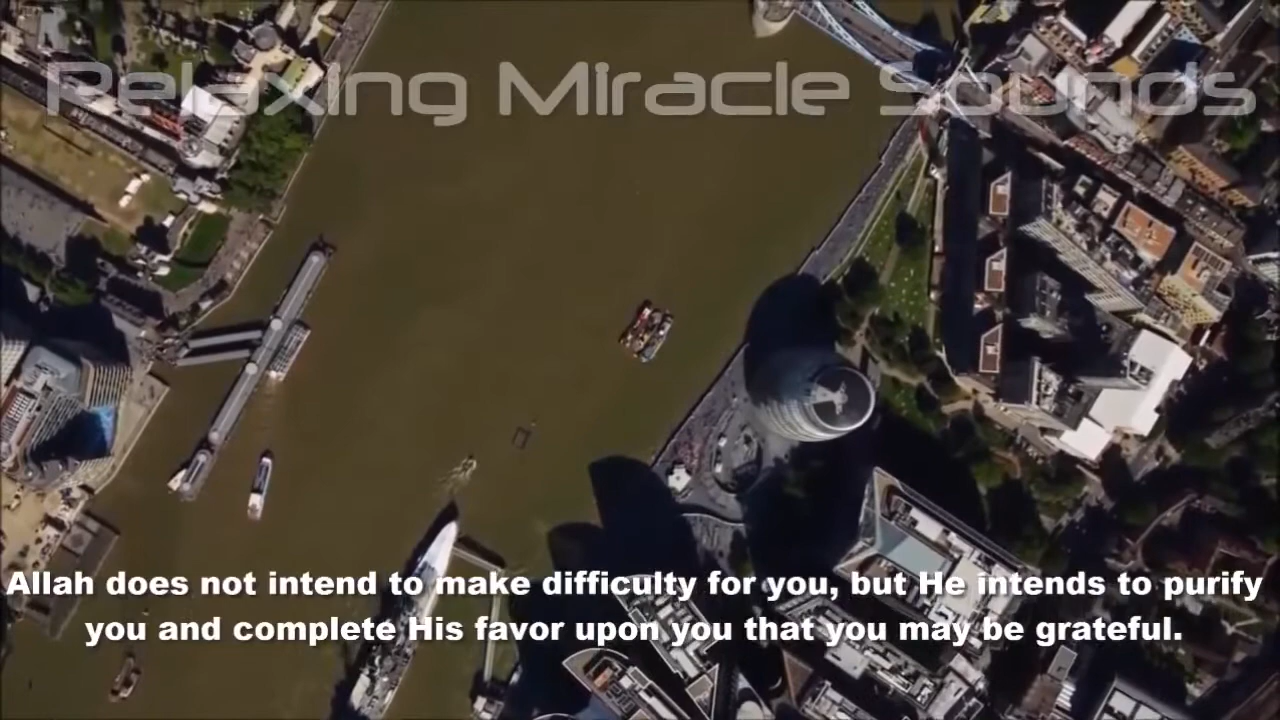 Relaxing Miracle Sounds
Allah does not intend to make difficulty for you, but He intends to purify
you and complete His favor upon you that you may be grateful.